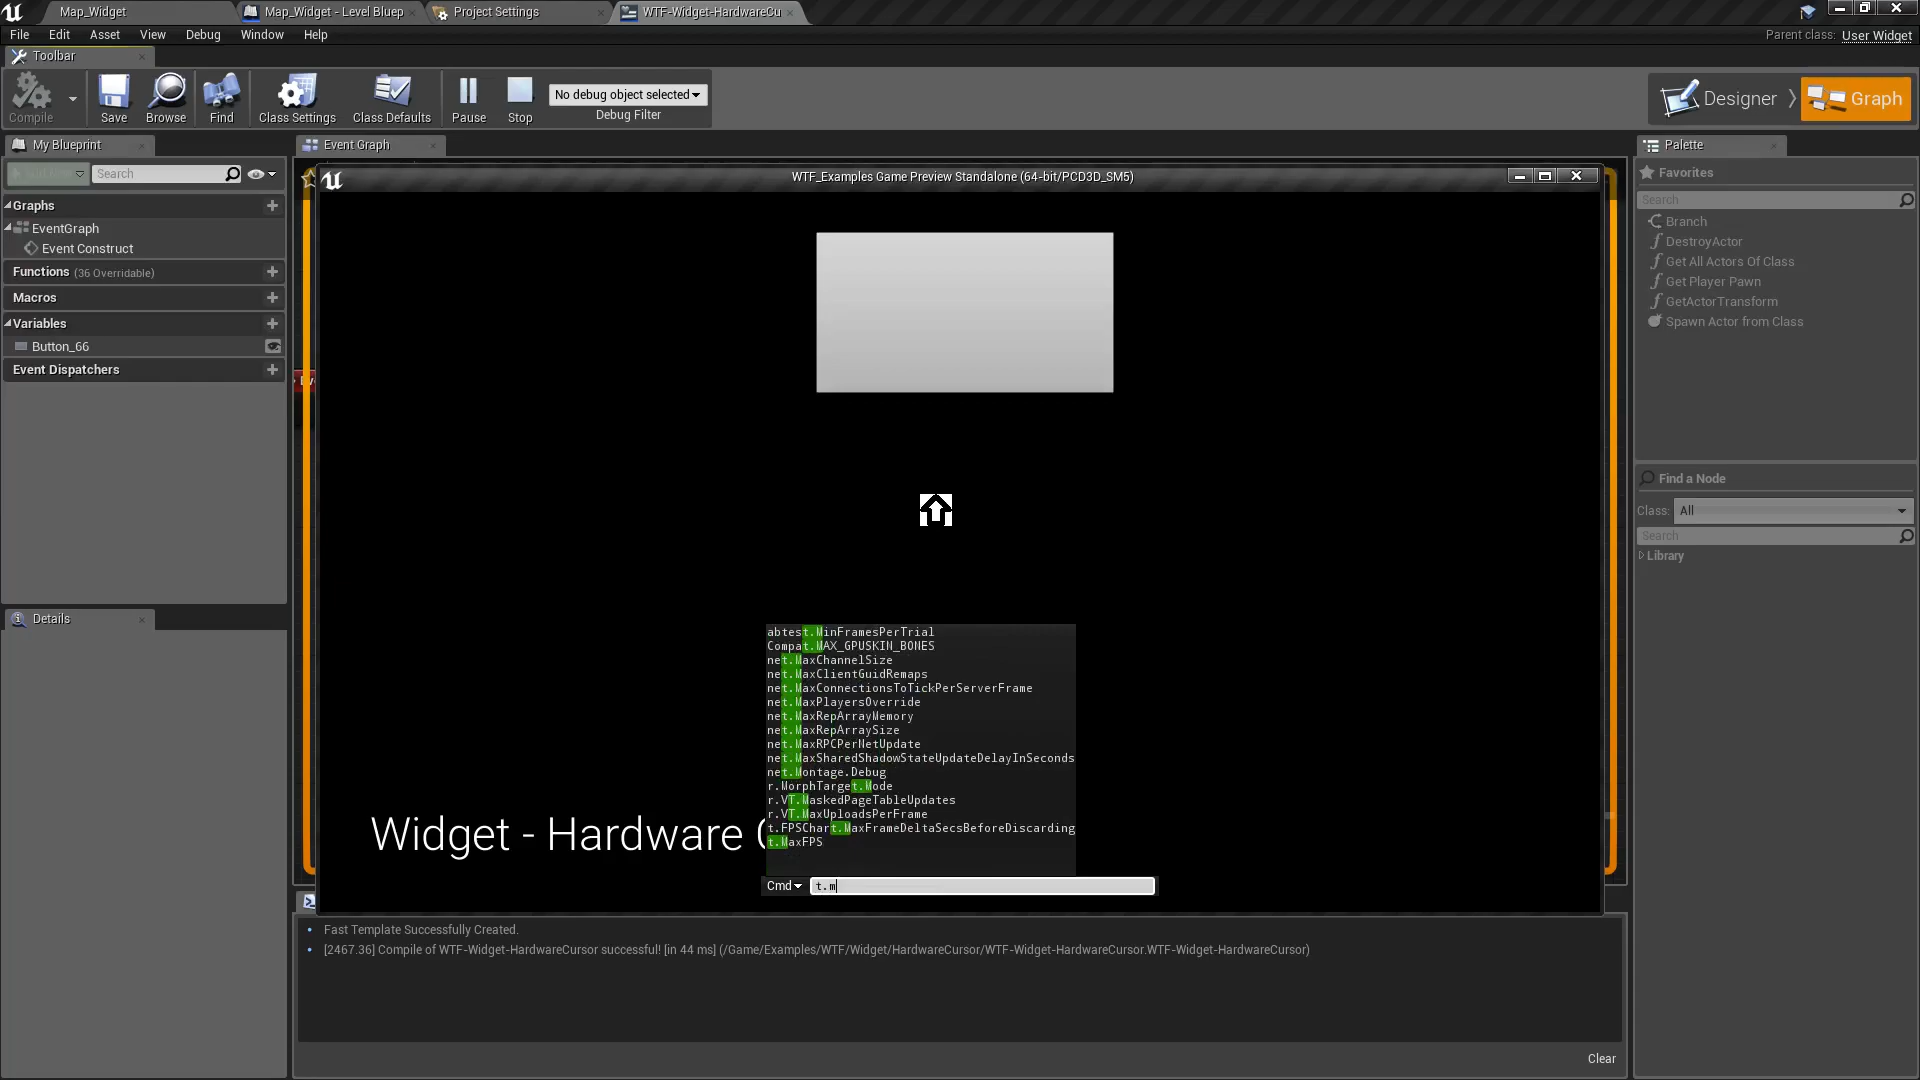 Map_Widget
Map_Widget - Level Bluep
Project Settings
WTF-Widget-HardwareCu
File Edit Asset View Debug Window Help
Parent class: User Widget
Toolbar
Compile
Save
Browse
Find
Class Settings
Class Defaults
Pause
Stop
No debug object selected
Debug Filter
Designer
Graph
My Blueprint
Search
Graphs
EventGraph
Event Construct
Functions (36 Overridable)
Macros
Variables
Button_66
Event Dispatchers
Details
Event Graph
WTF_Examples Game Preview Standalone (64-bit/PCD3D_SM5)
abtest.MinFramesPerTrial
Compat.MAX_GPUSKIN_BONES
net.MaxChannelSize
net.MaxClientGuidRemaps
net.MaxConnectionsToTickPerServerFrame
net.MaxPlayersOverride
net.MaxRepArrayMemory
net.MaxRepArraySize
net.MaxRPCPerNetUpdate
net.MaxSharedShadowStateUpdateDelayInSeconds
net.Montage.Debug
r.MorphTarget.Mode
r.VT.MaskedPageTableUpdates
r.VT.MaxUploadsPerFrame
t.FPSChart.MaxFrameDeltaSecsBeforeDiscarding
t.MaxFPS
Widget - Hardware
Cmd
t.m
Fast Template Successfully Created.
[2467.36] Compile of WTF-Widget-HardwareCursor successful! [in 44 ms] (/Game/Examples/WTF/Widget/HardwareCursor/WTF-Widget-HardwareCursor.WTF-Widget-HardwareCursor)
Clear
Palette
Favorites
Search
Branch
DestroyActor
Get All Actors Of Class
Get Player Pawn
GetActorTransform
Spawn Actor from Class
Find a Node
Class: All
Search
Library